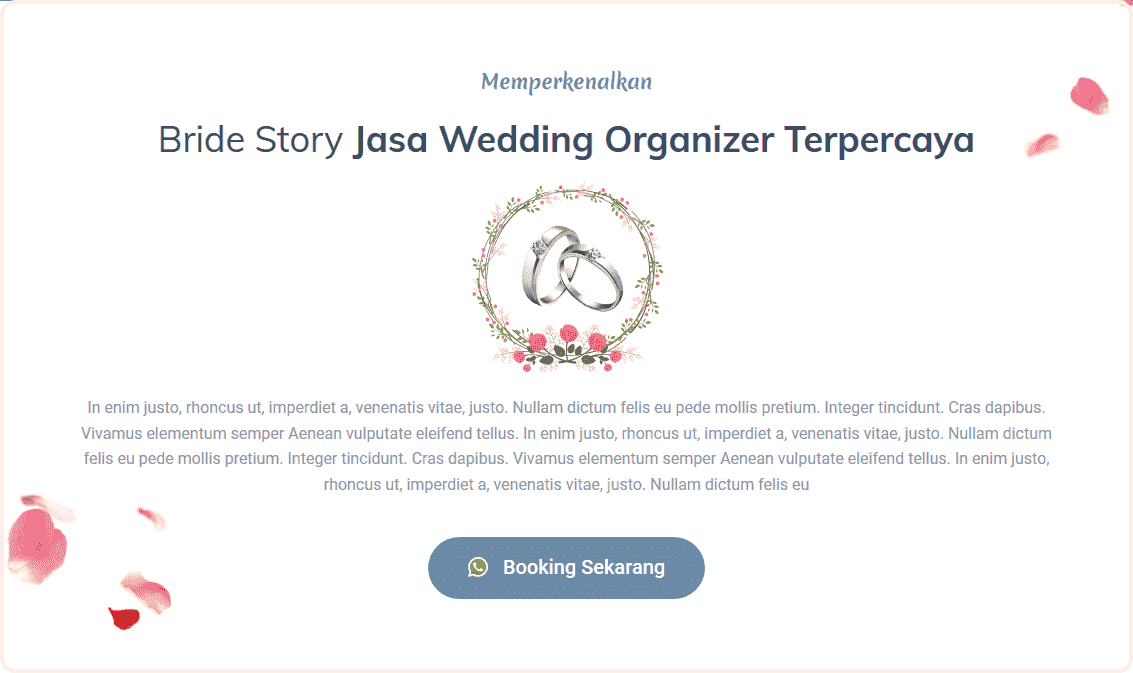 Memperkenalkan
Bride Story Jasa Wedding Organizer Terpercaya
In enim justo, rhoncus ut, imperdiet a, venenatis vitae, justo. Nullam dictum felis eu pede mollis pretium. Integer tincidunt. Cras dapibus.
Vivamus elementum semper Aenean vulputate eleifend tellus. In enim justo, rhoncus ut, imperdiet a, venenatis vitae, justo. Nullam dictum
felis eu pede mollis pretium. Integer tincidunt. Cras dapibus. Vivamus elementum semper Aenean vulputate eleifend tellus. In enim justo,
rhoncus ut, imperdiet a, venenatis vitae, justo. Nullam dictum felis eu
Booking Sekarang